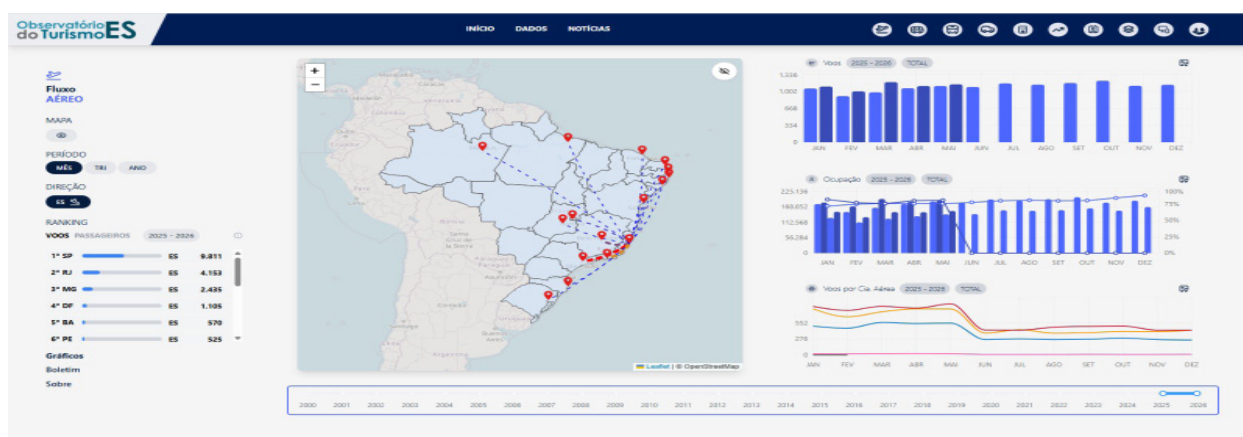 Observatório
do Turismo ES
INÍCIO DADOS NOTÍCIAS
Fluxo
AÉREO
MAPA
PERÍODO
MÊS TRI ANO
DIREÇÃO
ES
RANKING
VOOS PASSAGEIROS 2025 - 2026
1º SP ES 9.811
2º RJ ES 4.153
3º MG ES 2.435
4º DF ES 1.105
5º BA ES 570
6º PE ES 525
Gráficos
Boletim
Sobre
+
−
Argentina
Leaflet | © OpenStreetMap
Voos 2025 - 2026 TOTAL
1.336
1.002
668
334
0
JAN FEV MAR ABR MAI JUN JUL AGO SET OUT NOV DEZ
Ocupação 2025 - 2026 TOTAL
225.136 100%
168.852 75%
112.568 50%
56.284 25%
0 0%
JAN FEV MAR ABR MAI JUN JUL AGO SET OUT NOV DEZ
Voos por Cia. Aérea 2025 - 2026 TOTAL
552
276
0
JAN FEV MAR ABR MAI JUN JUL AGO SET OUT NOV DEZ
2000 2001 2002 2003 2004 2005 2006 2007 2008 2009 2010 2011 2012 2013 2014 2015 2016 2017 2018 2019 2020 2021 2022 2023 2024 2025 2026